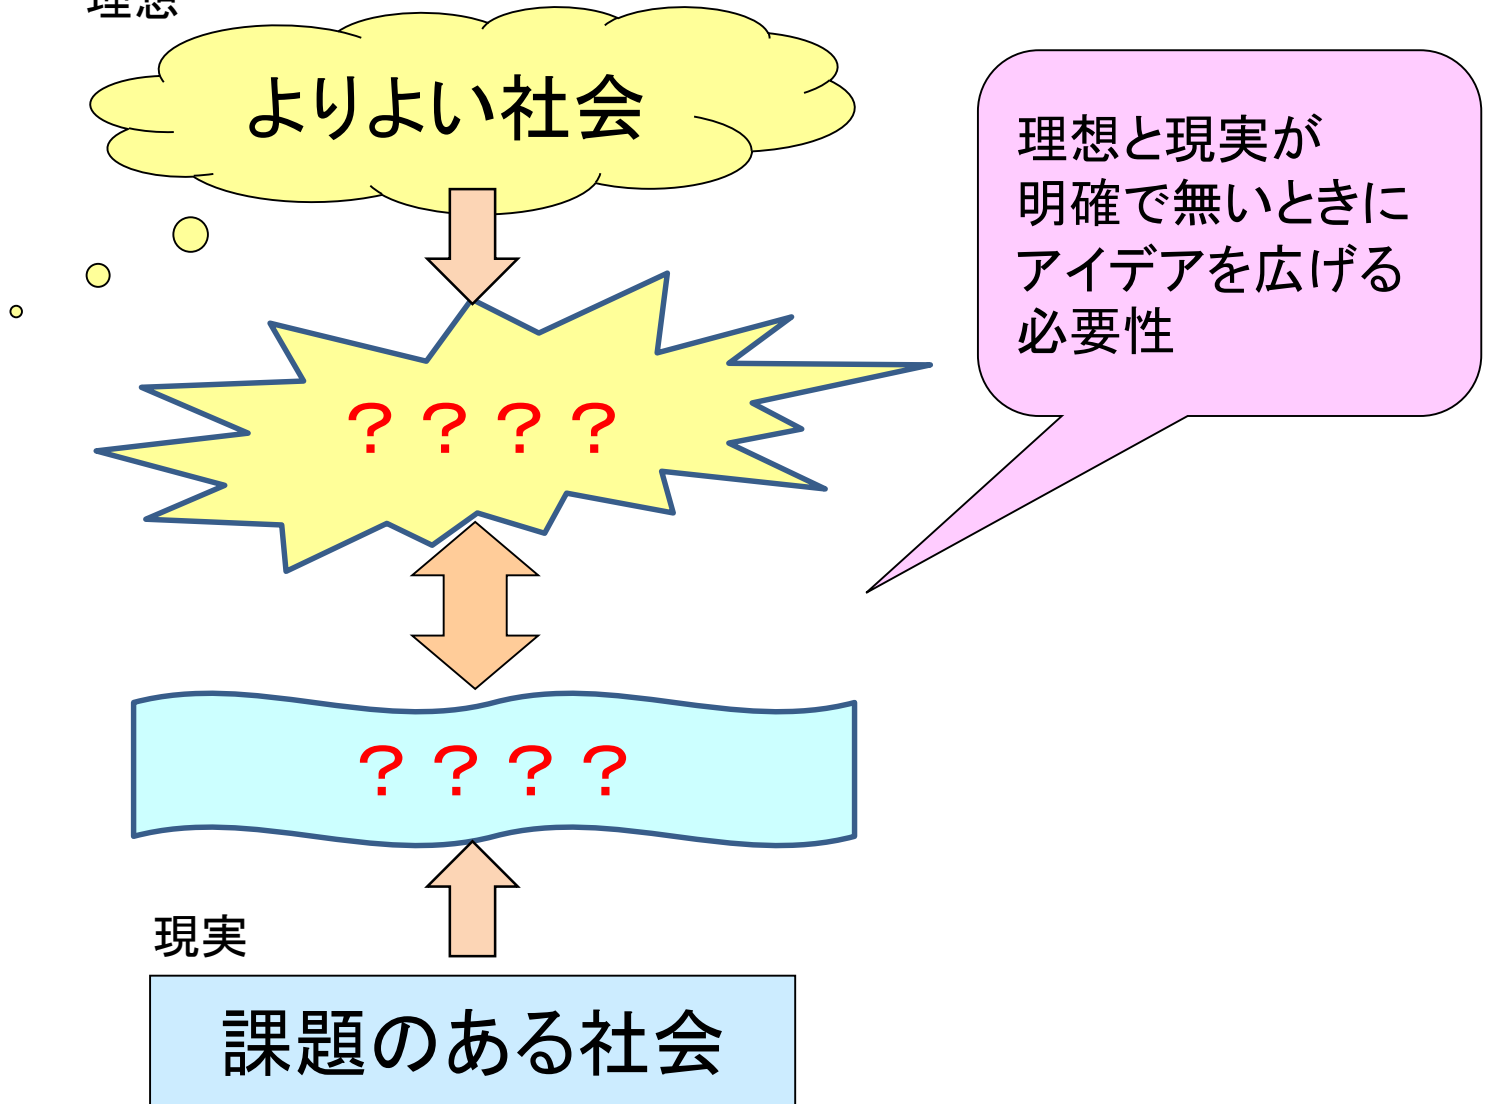 理想
よりよい社会
理想と現実が
明確で無いときに
アイデアを広げる
必要性
？？？？
？？？？
現実
課題のある社会